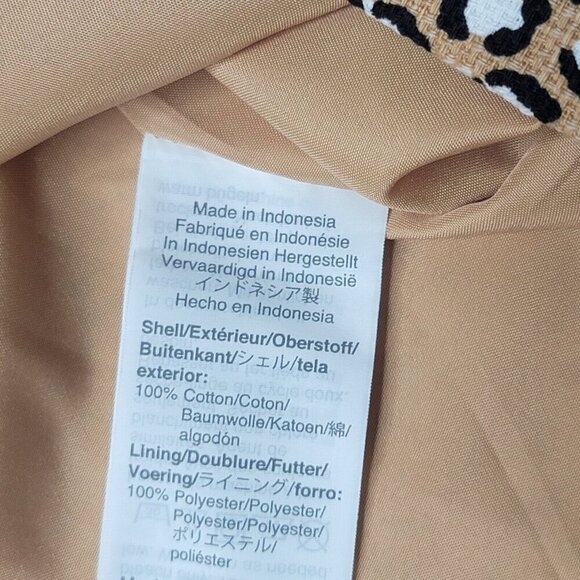 Made in Indonesia
Fabriqué en Indonésie
In Indonesien Hergestellt
Vervaardigd in Indonesië
インドネシア製
Hecho en Indonesia
Shell/Extérieur/Oberstoff/
Buitenkant/シェル/tela
exterior:
100% Cotton/Coton/
Baumwolle/Katoen/綿/
algodón
Lining/Doublure/Futter/
Voering/ライニング/forro:
100% Polyester/Polyester/
Polyester/Polyester/
ポリエステル/
poliéster